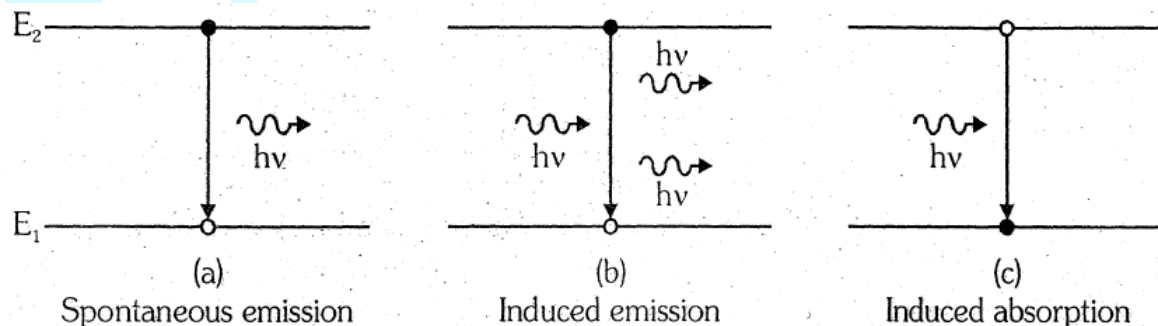 E₂
hν
hν
hν
hν
hν
E₁
(a)
(b)
(c)
Spontaneous emission
Induced emission
Induced absorption